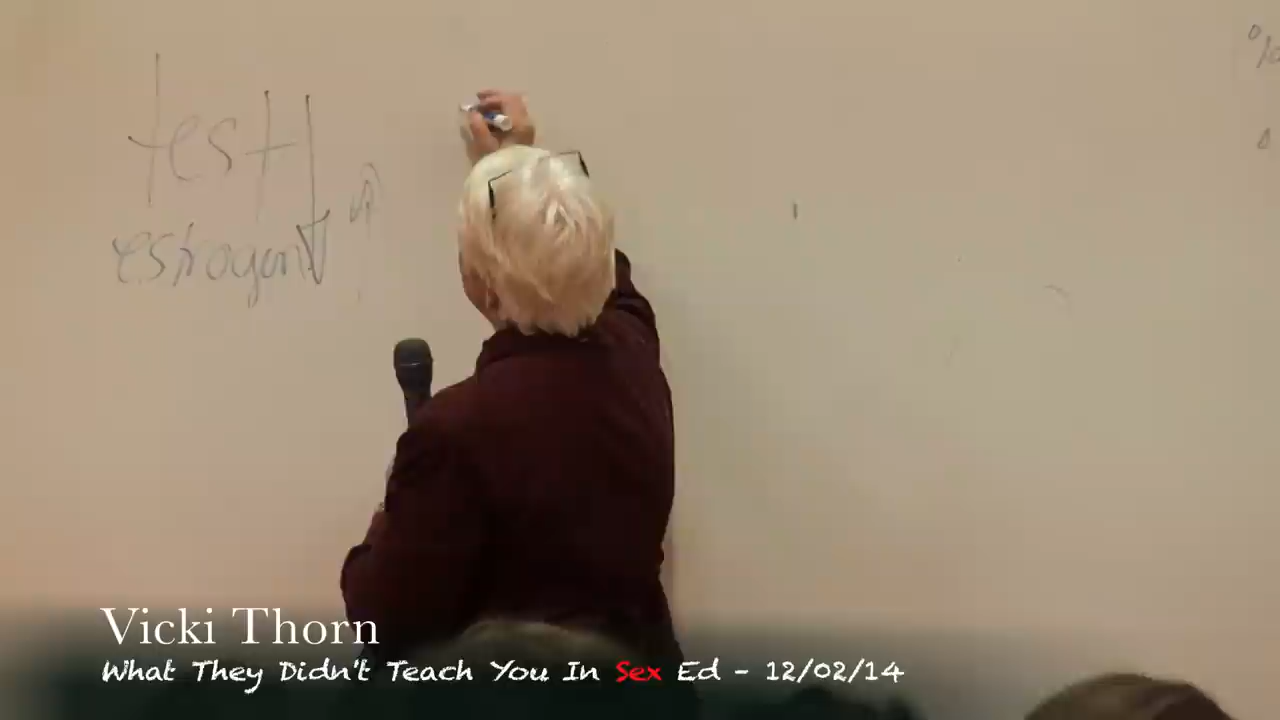 test
estrogen
Vicki Thorn
What They Didn't Teach You In Sex Ed - 12/02/14